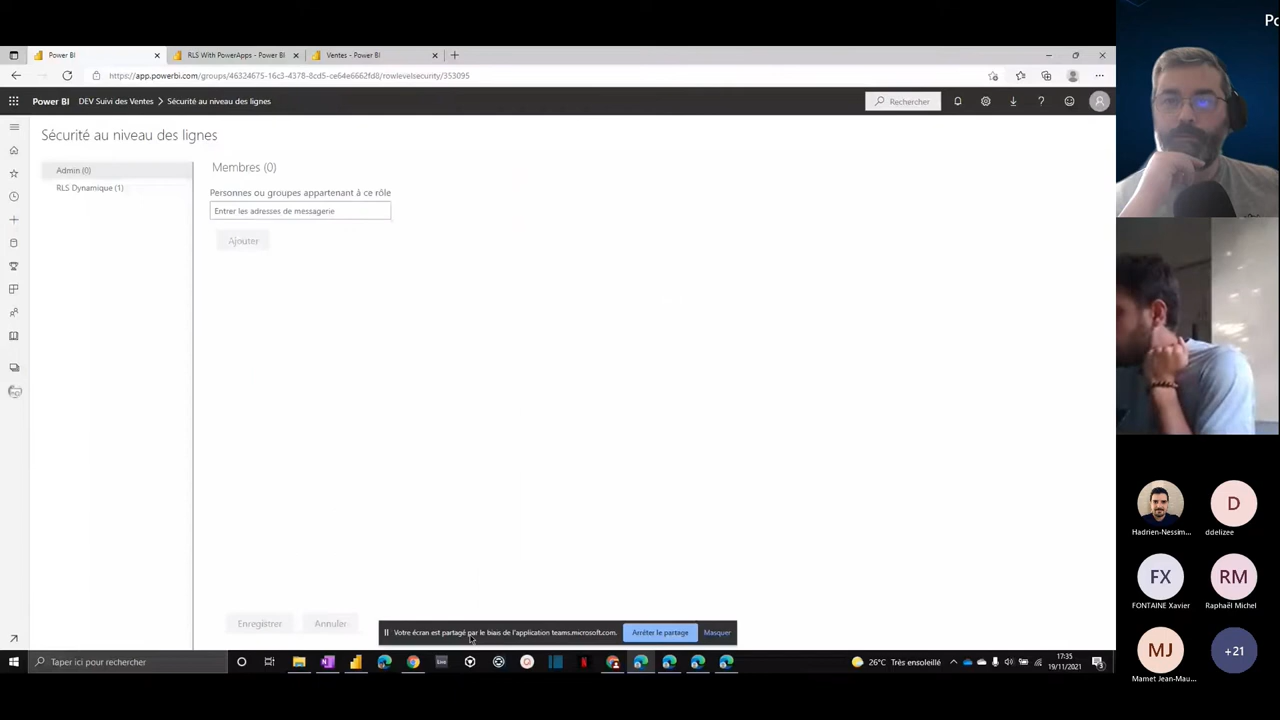 Po
Power BI
RLS With PowerApps - Power BI
Ventes - Power BI
https://app.powerbi.com/groups/46324675-16c3-4378-8cd5-ce64e6662fd8/rowlevelsecurity/353095
Power BI
DEV Suivi des Ventes
Sécurité au niveau des lignes
Rechercher
Sécurité au niveau des lignes
Admin (0)
RLS Dynamique (1)
Membres (0)
Personnes ou groupes appartenant à ce rôle
Entrer les adresses de messagerie
Ajouter
Enregistrer
Annuler
Votre écran est partagé par le biais de l'application teams.microsoft.com.
Arrêter le partage
Masquer
Hadrien-Nessim...
D
ddelizee
FX
FONTAINE Xavier
RM
Raphaël Michel
MJ
Mamet Jean-Mau...
+21
Taper ici pour rechercher
Live
26°C Très ensoleillé
17:35
19/11/2021
3